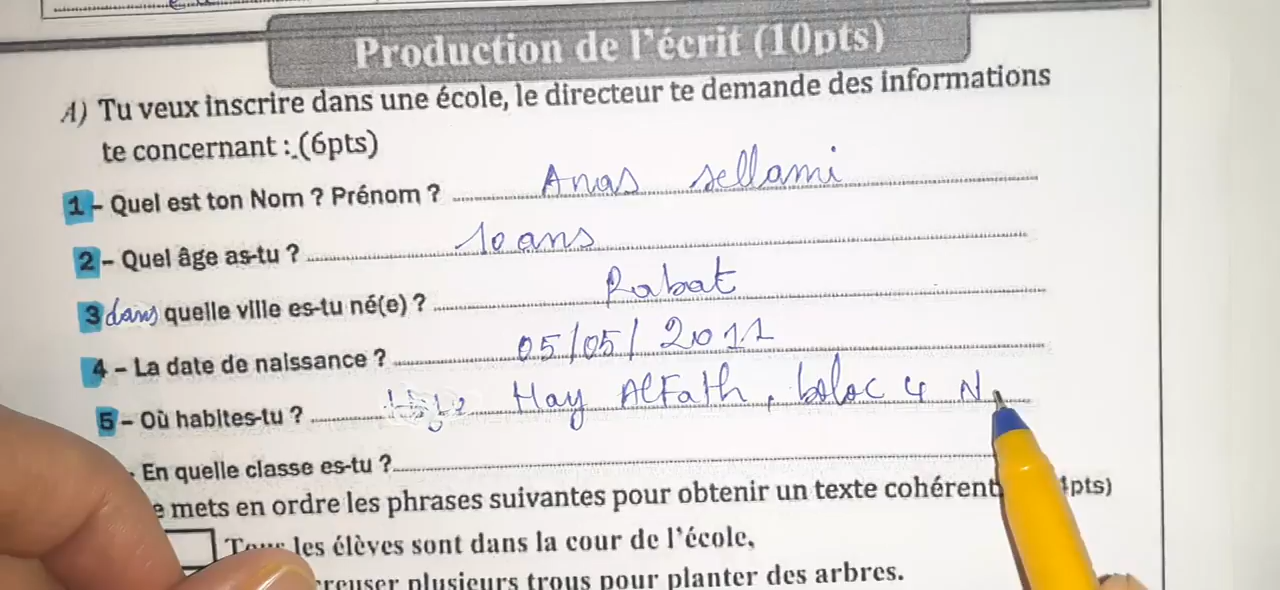 Production de l'écrit (10pts)
A) Tu veux inscrire dans une école, le directeur te demande des informations
te concernant :.(6pts)
1 - Quel est ton Nom ? Prénom ? Anas sellami
2 - Quel âge as-tu ? 10 ans
3 dans quelle ville es-tu né(e) ? Rabat
4 - La date de naissance ? 05/05/2011
5 - Où habites-tu ? Hay AlFath, boloc 4 N
En quelle classe es-tu ?
e mets en ordre les phrases suivantes pour obtenir un texte cohérent pts)
les élèves sont dans la cour de l'école.
creuser plusieurs trous pour planter des arbres.